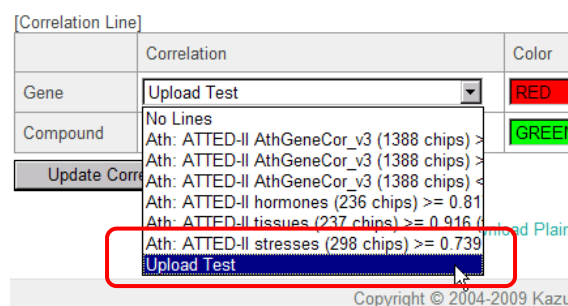 [Correlation Line]
Correlation Color
Gene Upload Test RED
Compound GREEN
No Lines
Ath: ATTED-II AthGeneCor_v3 (1388 chips) >
Ath: ATTED-II AthGeneCor_v3 (1388 chips) >
Ath: ATTED-II AthGeneCor_v3 (1388 chips) <
Ath: ATTED-II hormones (236 chips) >= 0.81
Ath: ATTED-II tissues (237 chips) >= 0.916 (
Ath: ATTED-II stresses (298 chips) >= 0.739
Upload Test
Update Corre
nload Plain
Copyright © 2004-2009 Kazu